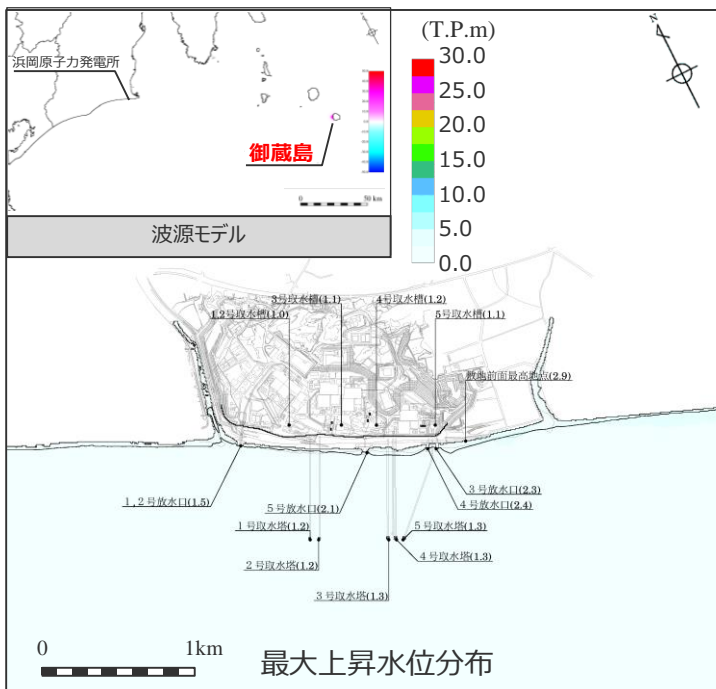 浜岡原子力発電所
御蔵島
0 50 km
波源モデル
(T.P.m)
30.0
25.0
20.0
15.0
10.0
5.0
0.0
N
3号取水槽(1.1)
4号取水槽(1.2)
1,2号取水槽(1.0)
5号取水槽(1.1)
敷地前面最高地点(2.9)
1,2号放水口(1.5)
5号放水口(2.1)
3号放水口(2.3)
4号放水口(2.4)
1号取水塔(1.2)
2号取水塔(1.2)
3号取水塔(1.3)
4号取水塔(1.3)
5号取水塔(1.3)
0 1km
最大上昇水位分布